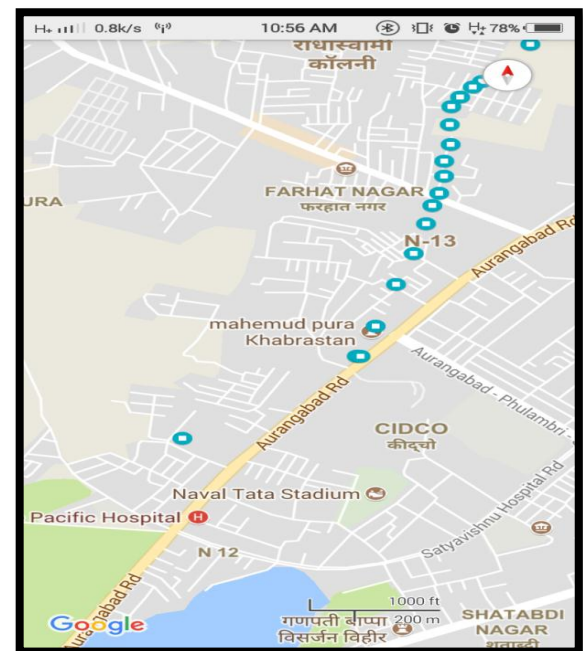 H+ 0.8k/s 10:56 AM H+ 78%
राधास्वामी
कॉलनी
FARHAT NAGAR
फरहात नगर
URA
N-13
Aurangabad Rd
mahemud pura
Khabrastan
Aurangabad - Phulambri -
Aurangabad Rd
CIDCO
कीद्चो
Naval Tata Stadium
Satyavishnu Hospital Rd
Pacific Hospital H
N 12
Aurangabad Rd
1000 ft
200 m
Google
गणपती बाप्पा
विसर्जन विहीर
SHATABDI
NAGAR
शताब्दी